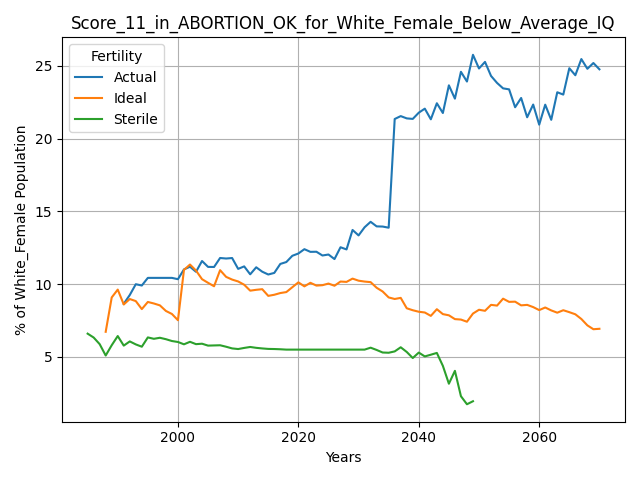 Score_11_in_ABORTION_OK_for_White_Female_Below_Average_IQ
Fertility
Actual
Ideal
Sterile
% of White_Female Population
25
20
15
10
5
2000 2020 2040 2060
Years